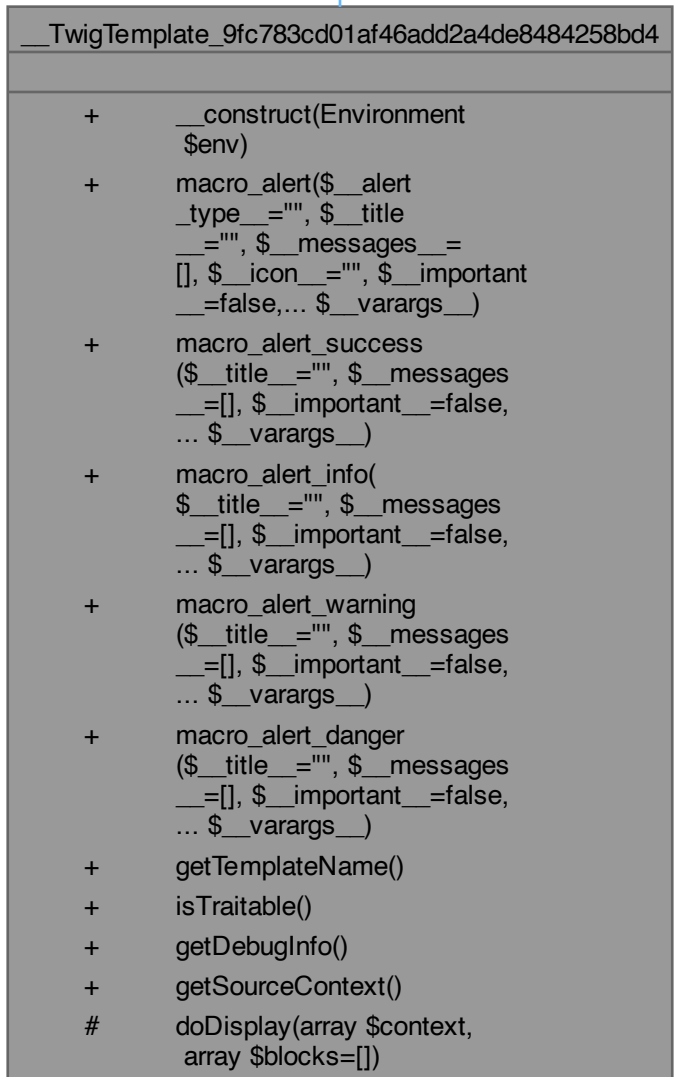 __TwigTemplate_9fc783cd01af46add2a4de8484258bd4
+ __construct(Environment
$env)
+ macro_alert($__alert
_type__="", $__title
__="", $__messages__=
[], $__icon__="", $__important
__=false,... $__varargs__)
+ macro_alert_success
($__title__="", $__messages
__=[], $__important__=false,
... $__varargs__)
+ macro_alert_info(
$__title__="", $__messages
__=[], $__important__=false,
... $__varargs__)
+ macro_alert_warning
($__title__="", $__messages
__=[], $__important__=false,
... $__varargs__)
+ macro_alert_danger
($__title__="", $__messages
__=[], $__important__=false,
... $__varargs__)
+ getTemplateName()
+ isTraitable()
+ getDebugInfo()
+ getSourceContext()
# doDisplay(array $context,
array $blocks=[])